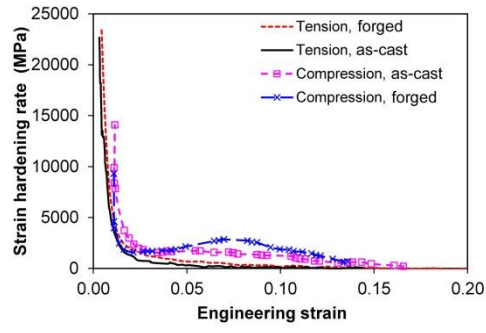 25000
20000
15000
10000
5000
0
Strain hardening rate (MPa)
Tension, forged
Tension, as-cast
Compression, as-cast
Compression, forged
0.00
0.05
0.10
0.15
0.20
Engineering strain